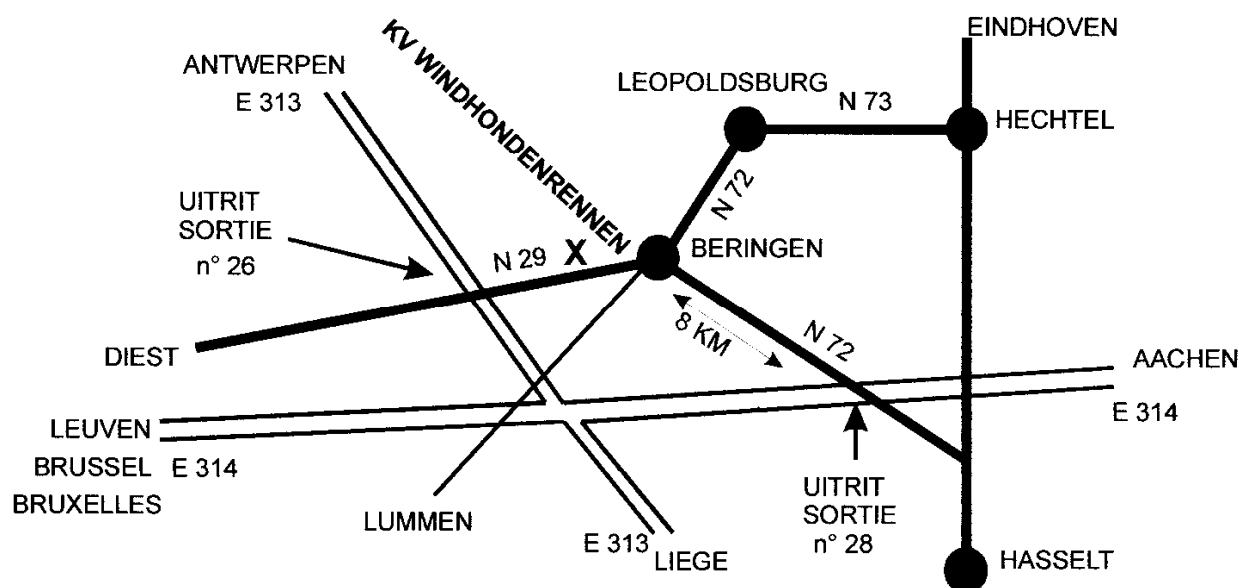 EINDHOVEN
ANTWERPEN
E 313
KV WINDHONDENRENNEN
LEOPOLDSBURG
N 73
HECHTEL
UITRIT
SORTIE
n° 26
N 72
N 29
X
BERINGEN
8 KM
N 72
DIEST
AACHEN
E 314
LEUVEN
BRUSSEL
BRUXELLES
E 314
LUMMEN
E 313
LIEGE
UITRIT
SORTIE
n° 28
HASSELT